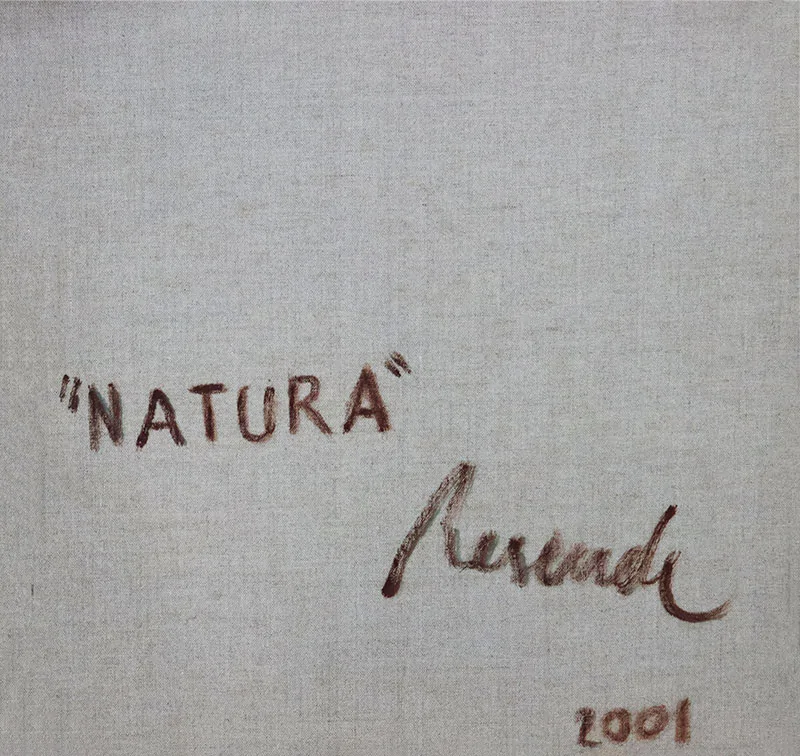 "NATURA"
Resende
2001